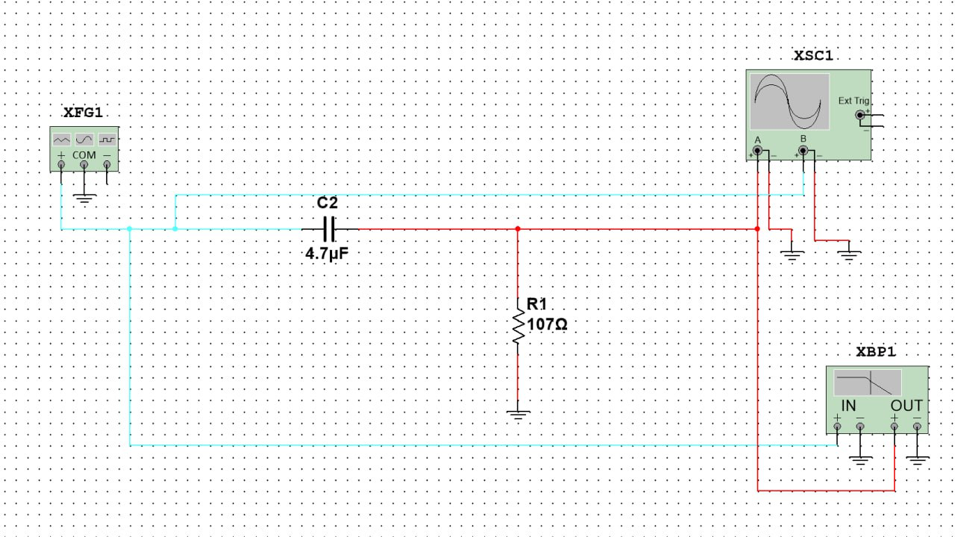 XSC1
Ext Trig
+
−
A
B
+ − + −
XFG1
+ COM −
C2
4.7µF
R1
107Ω
XBP1
IN OUT
+ − + −